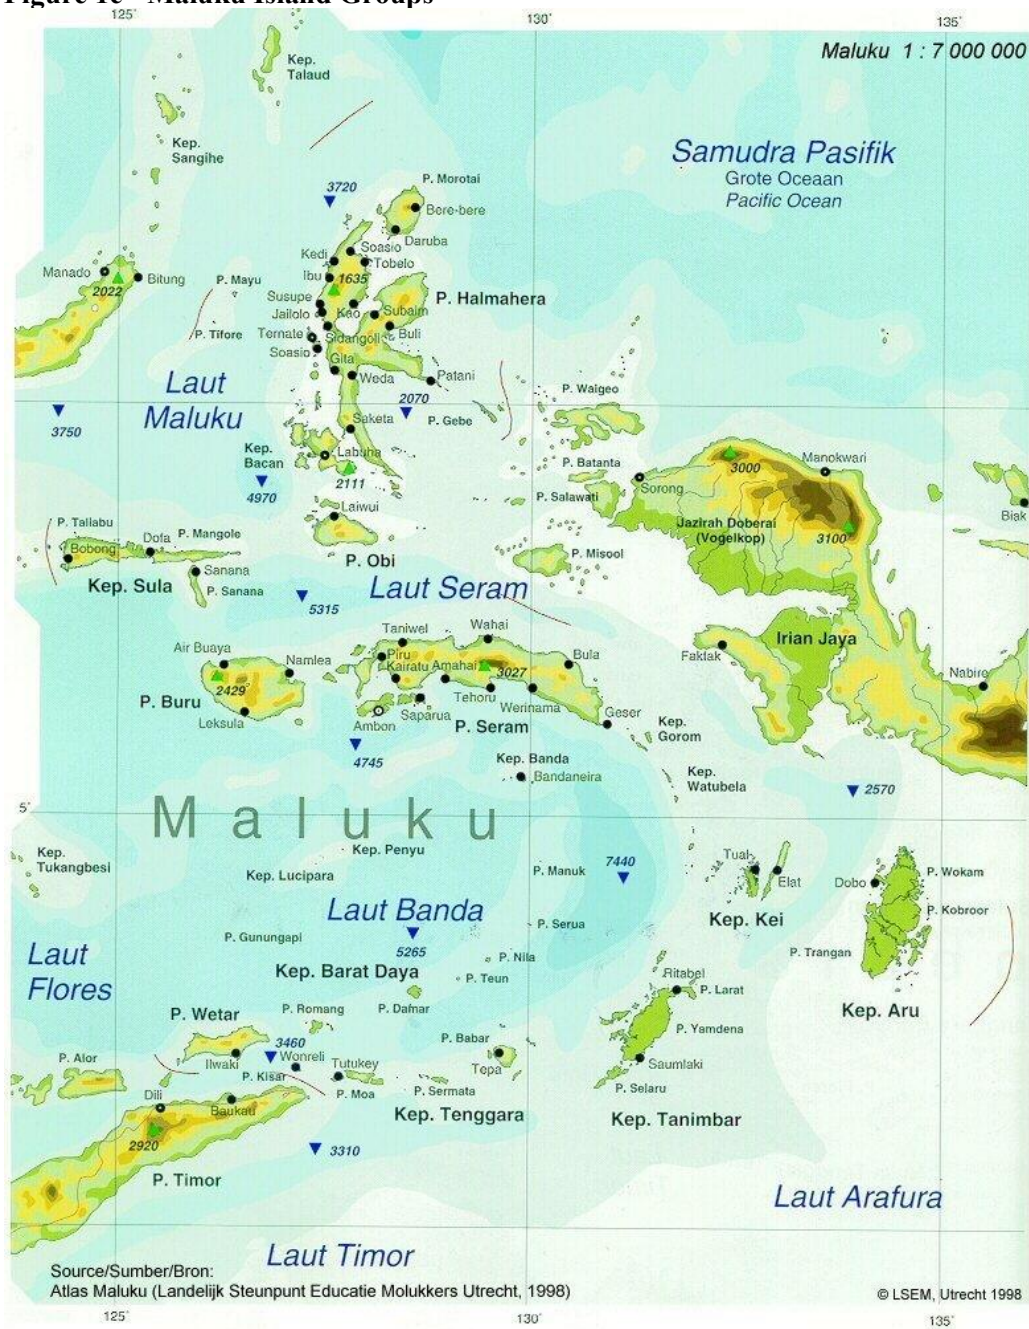 Figure 1c - Maluku Island Groups
125°
130°
135°
Maluku 1 : 7 000 000
Kep.
Talaud
Kep.
Sangihe
Samudra Pasifik
Grote Oceaan
Pacific Ocean
3720
P. Morotai
Bere-bere
Daruba
Soasio
Kedi
Tobelo
Manado
Bitung
2022
P. Mayu
Ibu
1635
P. Halmahera
Susupe
Jailolo
Kao
Subaim
P. Tifore
Ternate
Sidangoli
Buli
Soasio
Gita
Weda
Patani
Laut
Maluku
P. Waigeo
2070
3750
P. Gebe
Saketa
Kep.
Bacan
Labuha
2111
4970
P. Batanta
3000
Manokwari
Sorong
P. Salawati
Laiwui
Biak
P. Taliabu
Dofa
P. Mangole
Jazirah Doberai
(Vogelkop)
3100
Bobong
P. Misool
P. Obi
Sanana
Kep. Sula
P. Sanana
Laut Seram
5315
Taniwel
Wahai
Irian Jaya
Air Buaya
Namlea
Piru
Kairatu
Amahai
Bula
Fakfak
3027
Nabire
2429
P. Buru
Tehoru
Saparua
Werinama
Leksula
Ambon
P. Seram
Geser
Kep.
Gorom
4745
Kep. Banda
Bandaneira
Kep.
Watubela
2570
5°
Maluku
Kep.
Tukangbesi
Kep. Penyu
Kep. Lucipara
7440
P. Manuk
Tual
Elat
Dobo
P. Wokam
Laut Banda
5265
Kep. Kei
P. Kobroor
P. Serua
P. Gunungapi
Laut
Flores
P. Trangan
P. Nila
Kep. Barat Daya
P. Teun
Ritabel
P. Larat
Kep. Aru
P. Wetar
P. Romang
P. Damar
P. Yamdena
3460
P. Babar
P. Alor
Ilwaki
Wonreli
Tutukey
Tepa
Saumlaki
P. Kisar
P. Moa
P. Sermata
P. Selaru
Dili
Baukau
Kep. Tenggara
Kep. Tanimbar
2920
3310
P. Timor
Laut Arafura
Laut Timor
Source/Sumber/Bron:
Atlas Maluku (Landelijk Steunpunt Educatie Molukkers Utrecht, 1998)
© LSEM, Utrecht 1998
125°
130°
135°